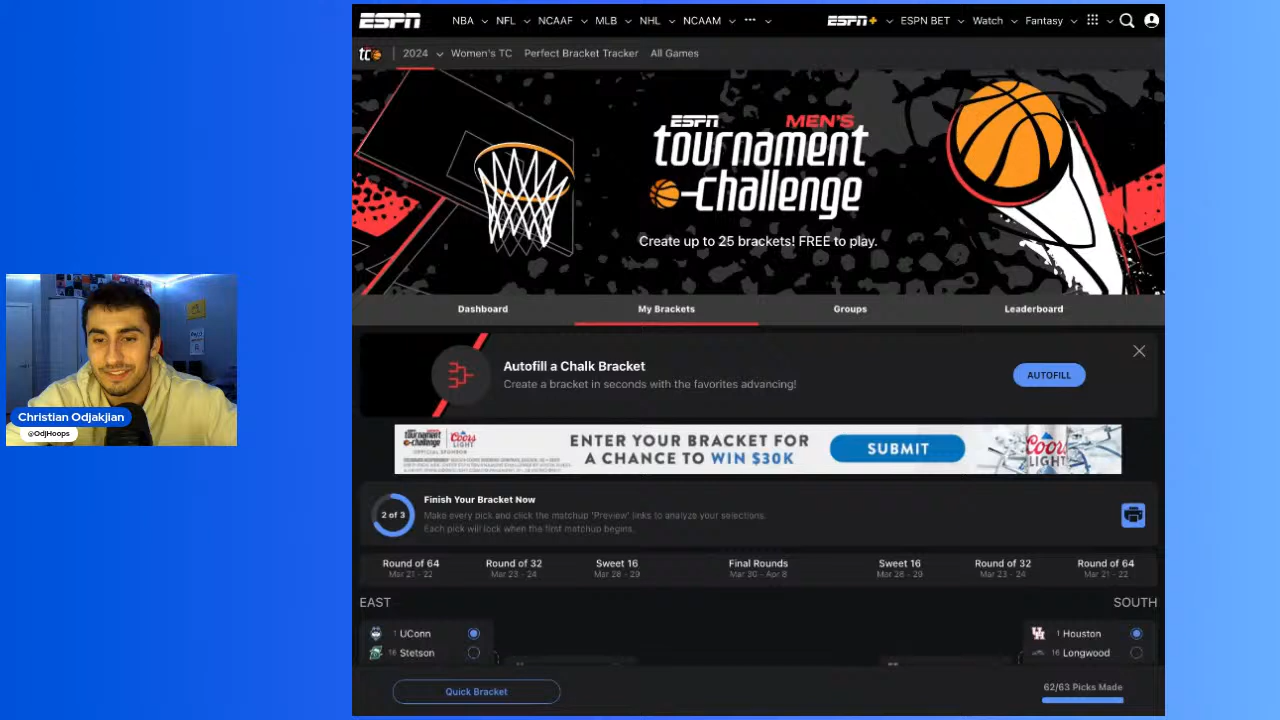 ESPN NBA NFL NCAAF MLB NHL NCAAM ESPN+ ESPN BET Watch Fantasy
tc 2024 Women's TC Perfect Bracket Tracker All Games
ESPN MEN'S
tournament
challenge
Create up to 25 brackets! FREE to play.
Dashboard My Brackets Groups Leaderboard
Autofill a Chalk Bracket
Create a bracket in seconds with the favorites advancing!
AUTOFILL
tournament
challenge
Coors
LIGHT
OFFICIAL SPONSOR
ENTER YOUR BRACKET FOR
A CHANCE TO WIN $30K
SUBMIT
Coors
LIGHT
2 of 3
Finish Your Bracket Now
Make every pick and click the matchup 'Preview' links to analyze your selections.
Each pick will lock when the first matchup begins.
Round of 64 Round of 32 Sweet 16 Final Rounds Sweet 16 Round of 32 Round of 64
Mar 21 - 22 Mar 23 - 24 Mar 28 - 29 Mar 30 - Apr 8 Mar 28 - 29 Mar 23 - 24 Mar 21 - 22
EAST SOUTH
1 UConn 1 Houston
16 Stetson 16 Longwood
Quick Bracket
62/63 Picks Made
Christian Odjakjian
@OdjHoops